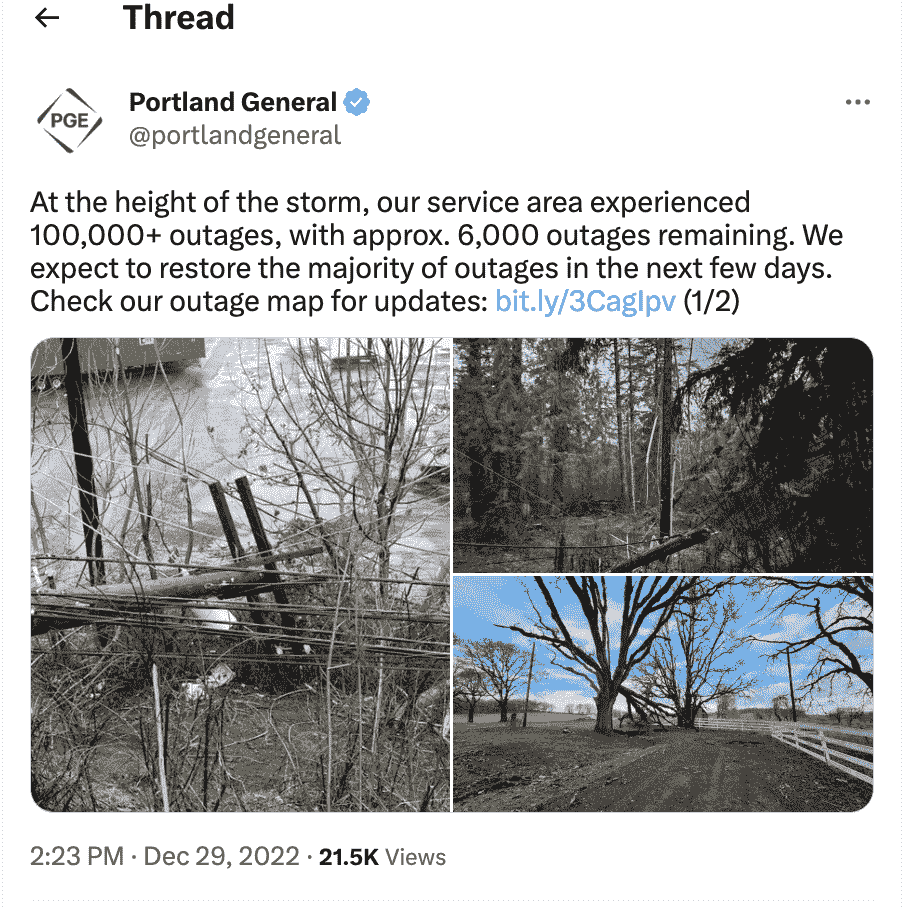 Thread
PGE
Portland General
@portlandgeneral
At the height of the storm, our service area experienced
100,000+ outages, with approx. 6,000 outages remaining. We
expect to restore the majority of outages in the next few days.
Check our outage map for updates: bit.ly/3CagIpv (1/2)
2:23 PM · Dec 29, 2022 · 21.5K Views